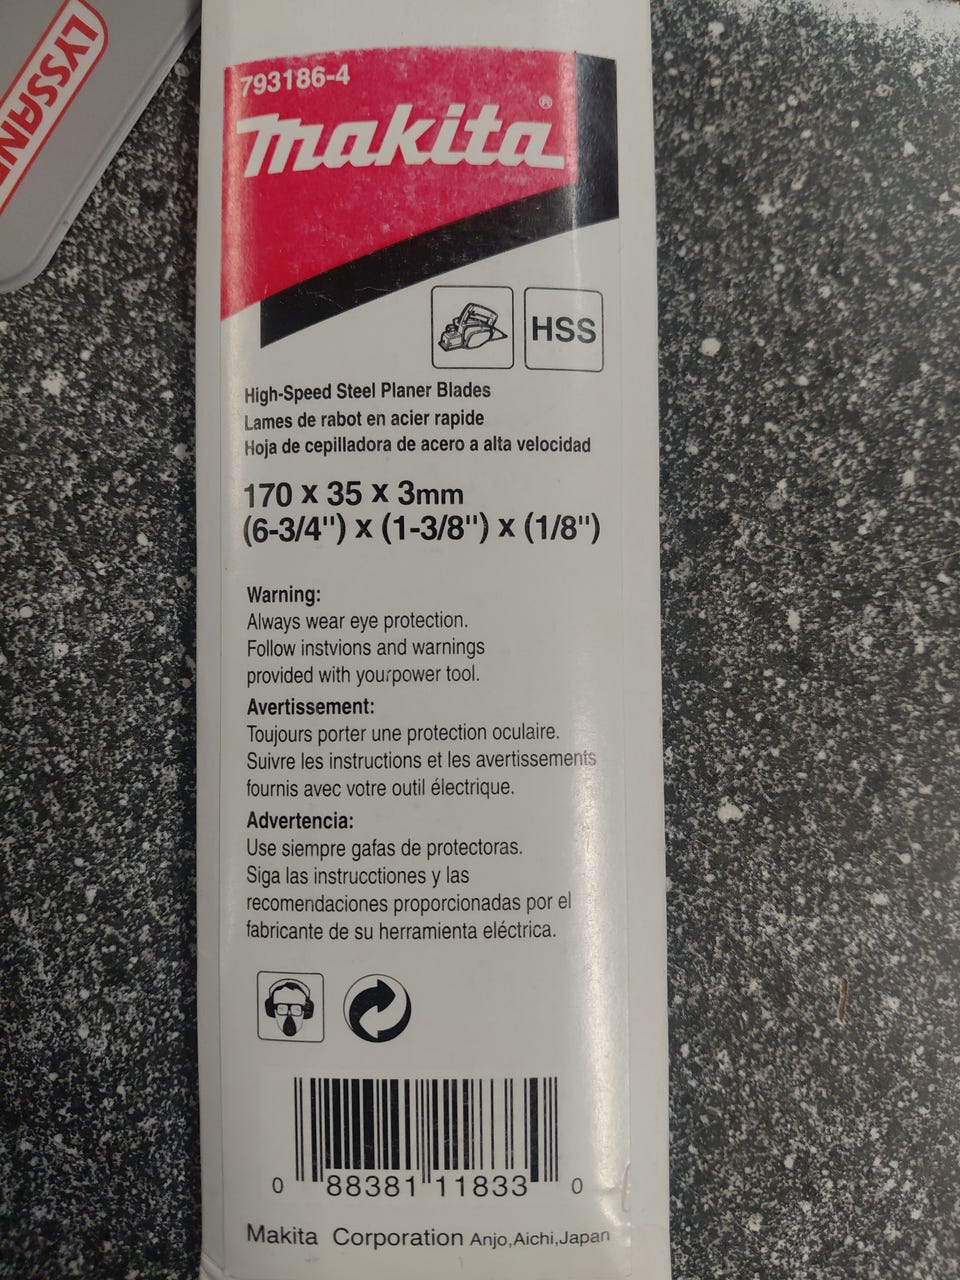 LYSSAN
793186-4
makita®
HSS
High-Speed Steel Planer Blades
Lames de rabot en acier rapide
Hoja de cepilladora de acero a alta velocidad
170 x 35 x 3mm
(6-3/4") x (1-3/8") x (1/8")
Warning:
Always wear eye protection.
Follow instvions and warnings
provided with yourpower tool.
Avertissement:
Toujours porter une protection oculaire.
Suivre les instructions et les avertissements
fournis avec votre outil électrique.
Advertencia:
Use siempre gafas de protectoras.
Siga las instrucctiones y las
recomendaciones proporcionadas por el
fabricante de su herramienta eléctrica.
0 88381 11833 0
Makita Corporation Anjo,Aichi,Japan